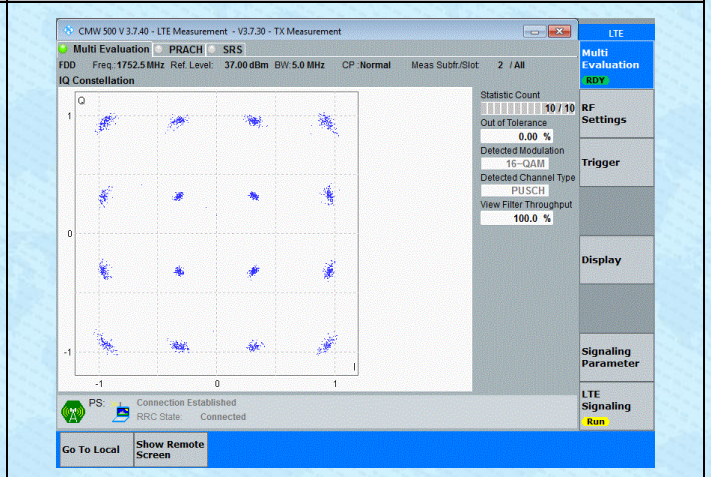 CMW 500 V 3.7.40 - LTE Measurement - V3.7.30 - TX Measurement
LTE
Multi Evaluation PRACH SRS
Multi
Evaluation
RDY
FDD Freq.:1752.5 MHz Ref. Level: 37.00 dBm BW:5.0 MHz CP :Normal Meas Subfr./Slot: 2 / All
IQ Constellation
Q
1
0
-1
I
-1 0 1
Statistic Count
10 / 10
Out of Tolerance
0.00 %
Detected Modulation
16-QAM
Detected Channel Type
PUSCH
View Filter Throughput
100.0 %
RF
Settings
Trigger
Display
Signaling
Parameter
LTE
Signaling
Run
PS: Connection Established
RRC State: Connected
Go To Local
Show Remote
Screen